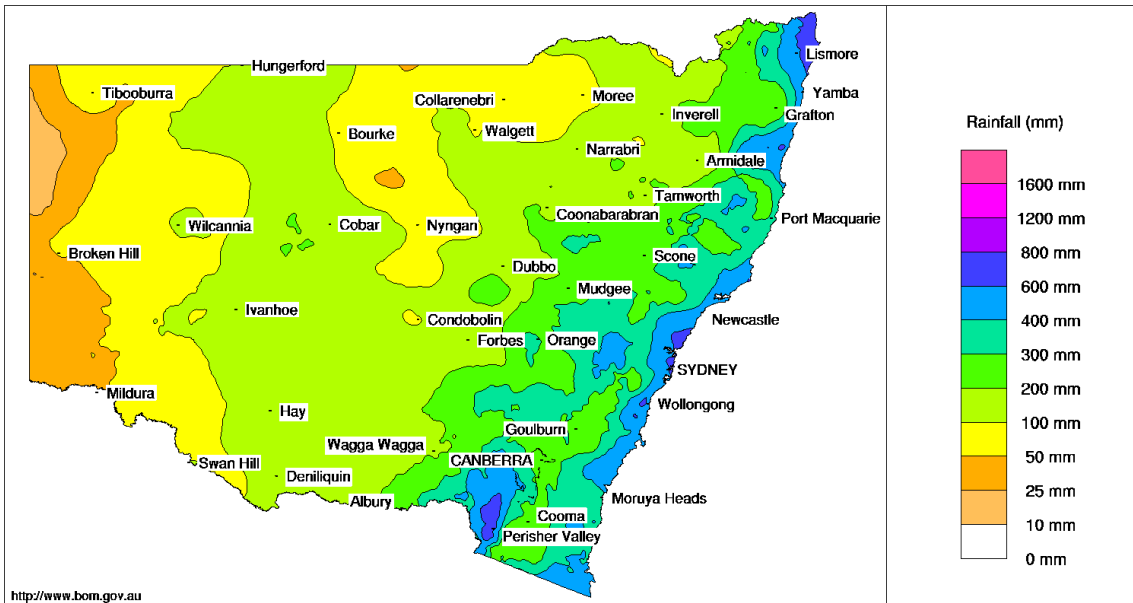 Lismore
Hungerford
Tibooburra
Yamba
Collarenebri
Moree
Inverell
Grafton
Bourke
Walgett
Narrabri
Armidale
Tamworth
Coonabarabran
Port Macquarie
Wilcannia
Cobar
Nyngan
Broken Hill
Scone
Dubbo
Mudgee
Ivanhoe
Condobolin
Newcastle
Forbes
Orange
SYDNEY
Mildura
Wollongong
Hay
Goulburn
Wagga Wagga
CANBERRA
Swan Hill
Deniliquin
Albury
Moruya Heads
Cooma
Perisher Valley
http://www.bom.gov.au
Rainfall (mm)
1600 mm
1200 mm
800 mm
600 mm
400 mm
300 mm
200 mm
100 mm
50 mm
25 mm
10 mm
0 mm